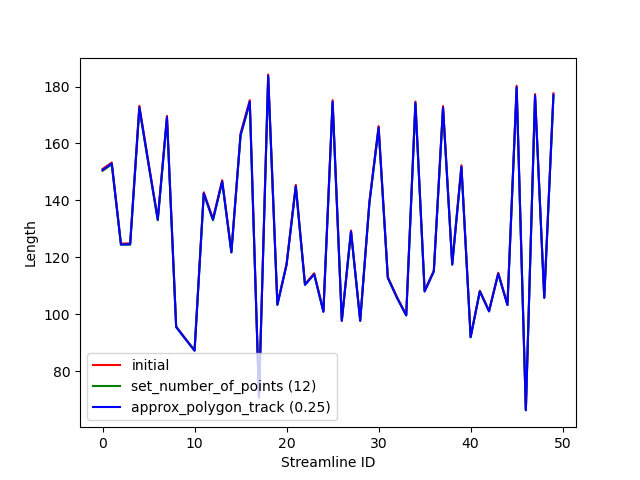 180
160
140
120
100
80
Length
initial
set_number_of_points (12)
approx_polygon_track (0.25)
0 10 20 30 40 50
Streamline ID